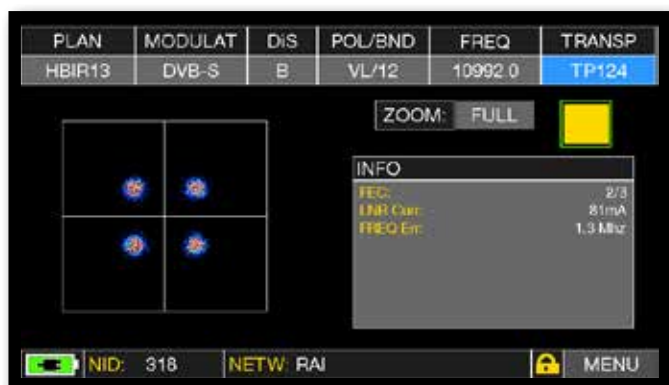 PLAN MODULAT DiS POL/BND FREQ TRANSP
HBIR13 DVB-S B VL/12 10992.0 TP124
ZOOM: FULL
INFO
FEC: 2/3
LNB Curr: 81mA
FREQ Err: 1.3 Mhz
NID: 318 NETW: RAI MENU